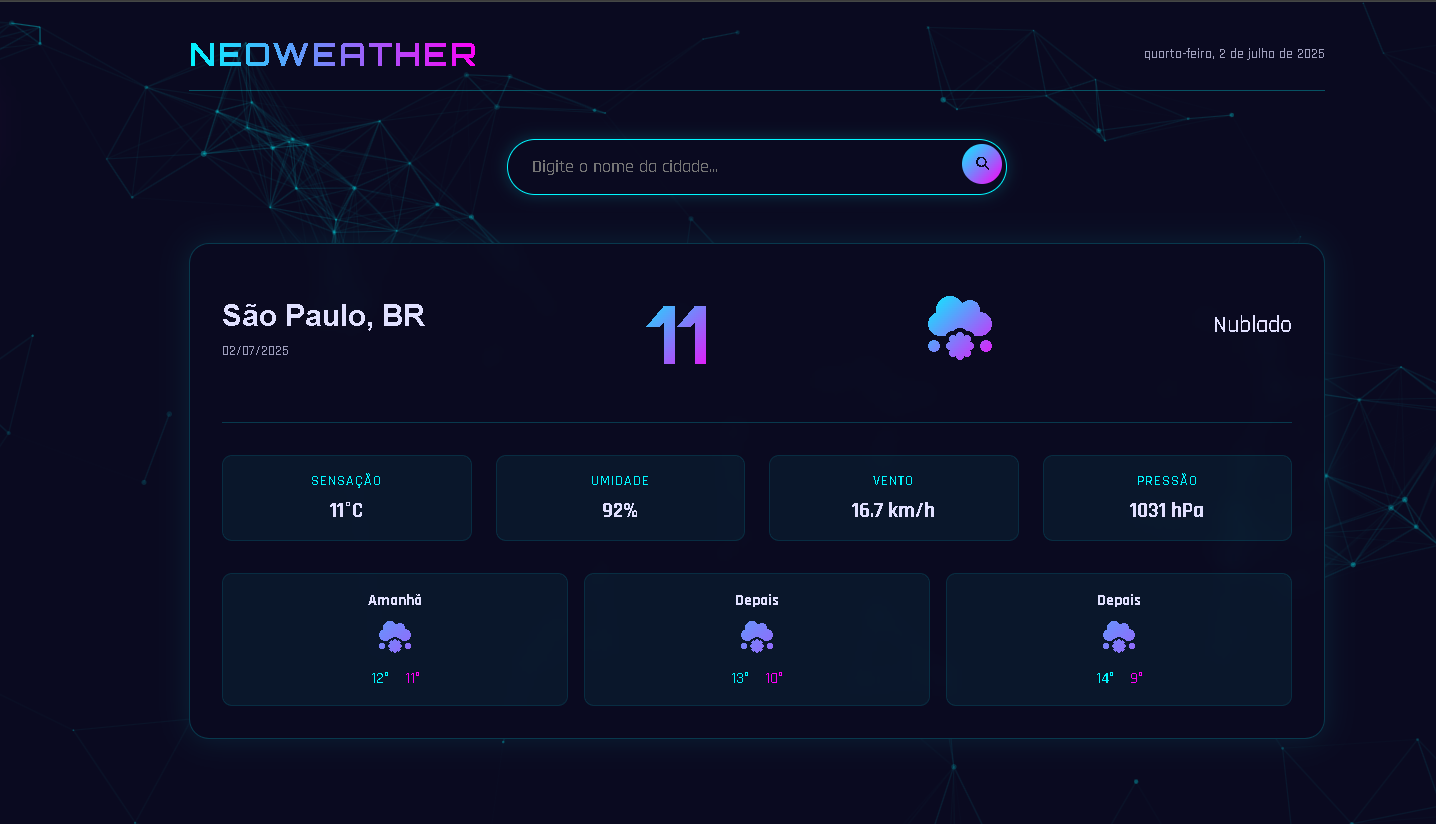 NEOWEATHER
quarta-feira, 2 de julho de 2025
Digite o nome da cidade...
São Paulo, BR
02/07/2025
11
Nublado
SENSAÇÃO
11°C
UMIDADE
92%
VENTO
16.7 km/h
PRESSÃO
1031 hPa
Amanhã
12° 11°
Depais
13° 10°
Depais
14° 9°